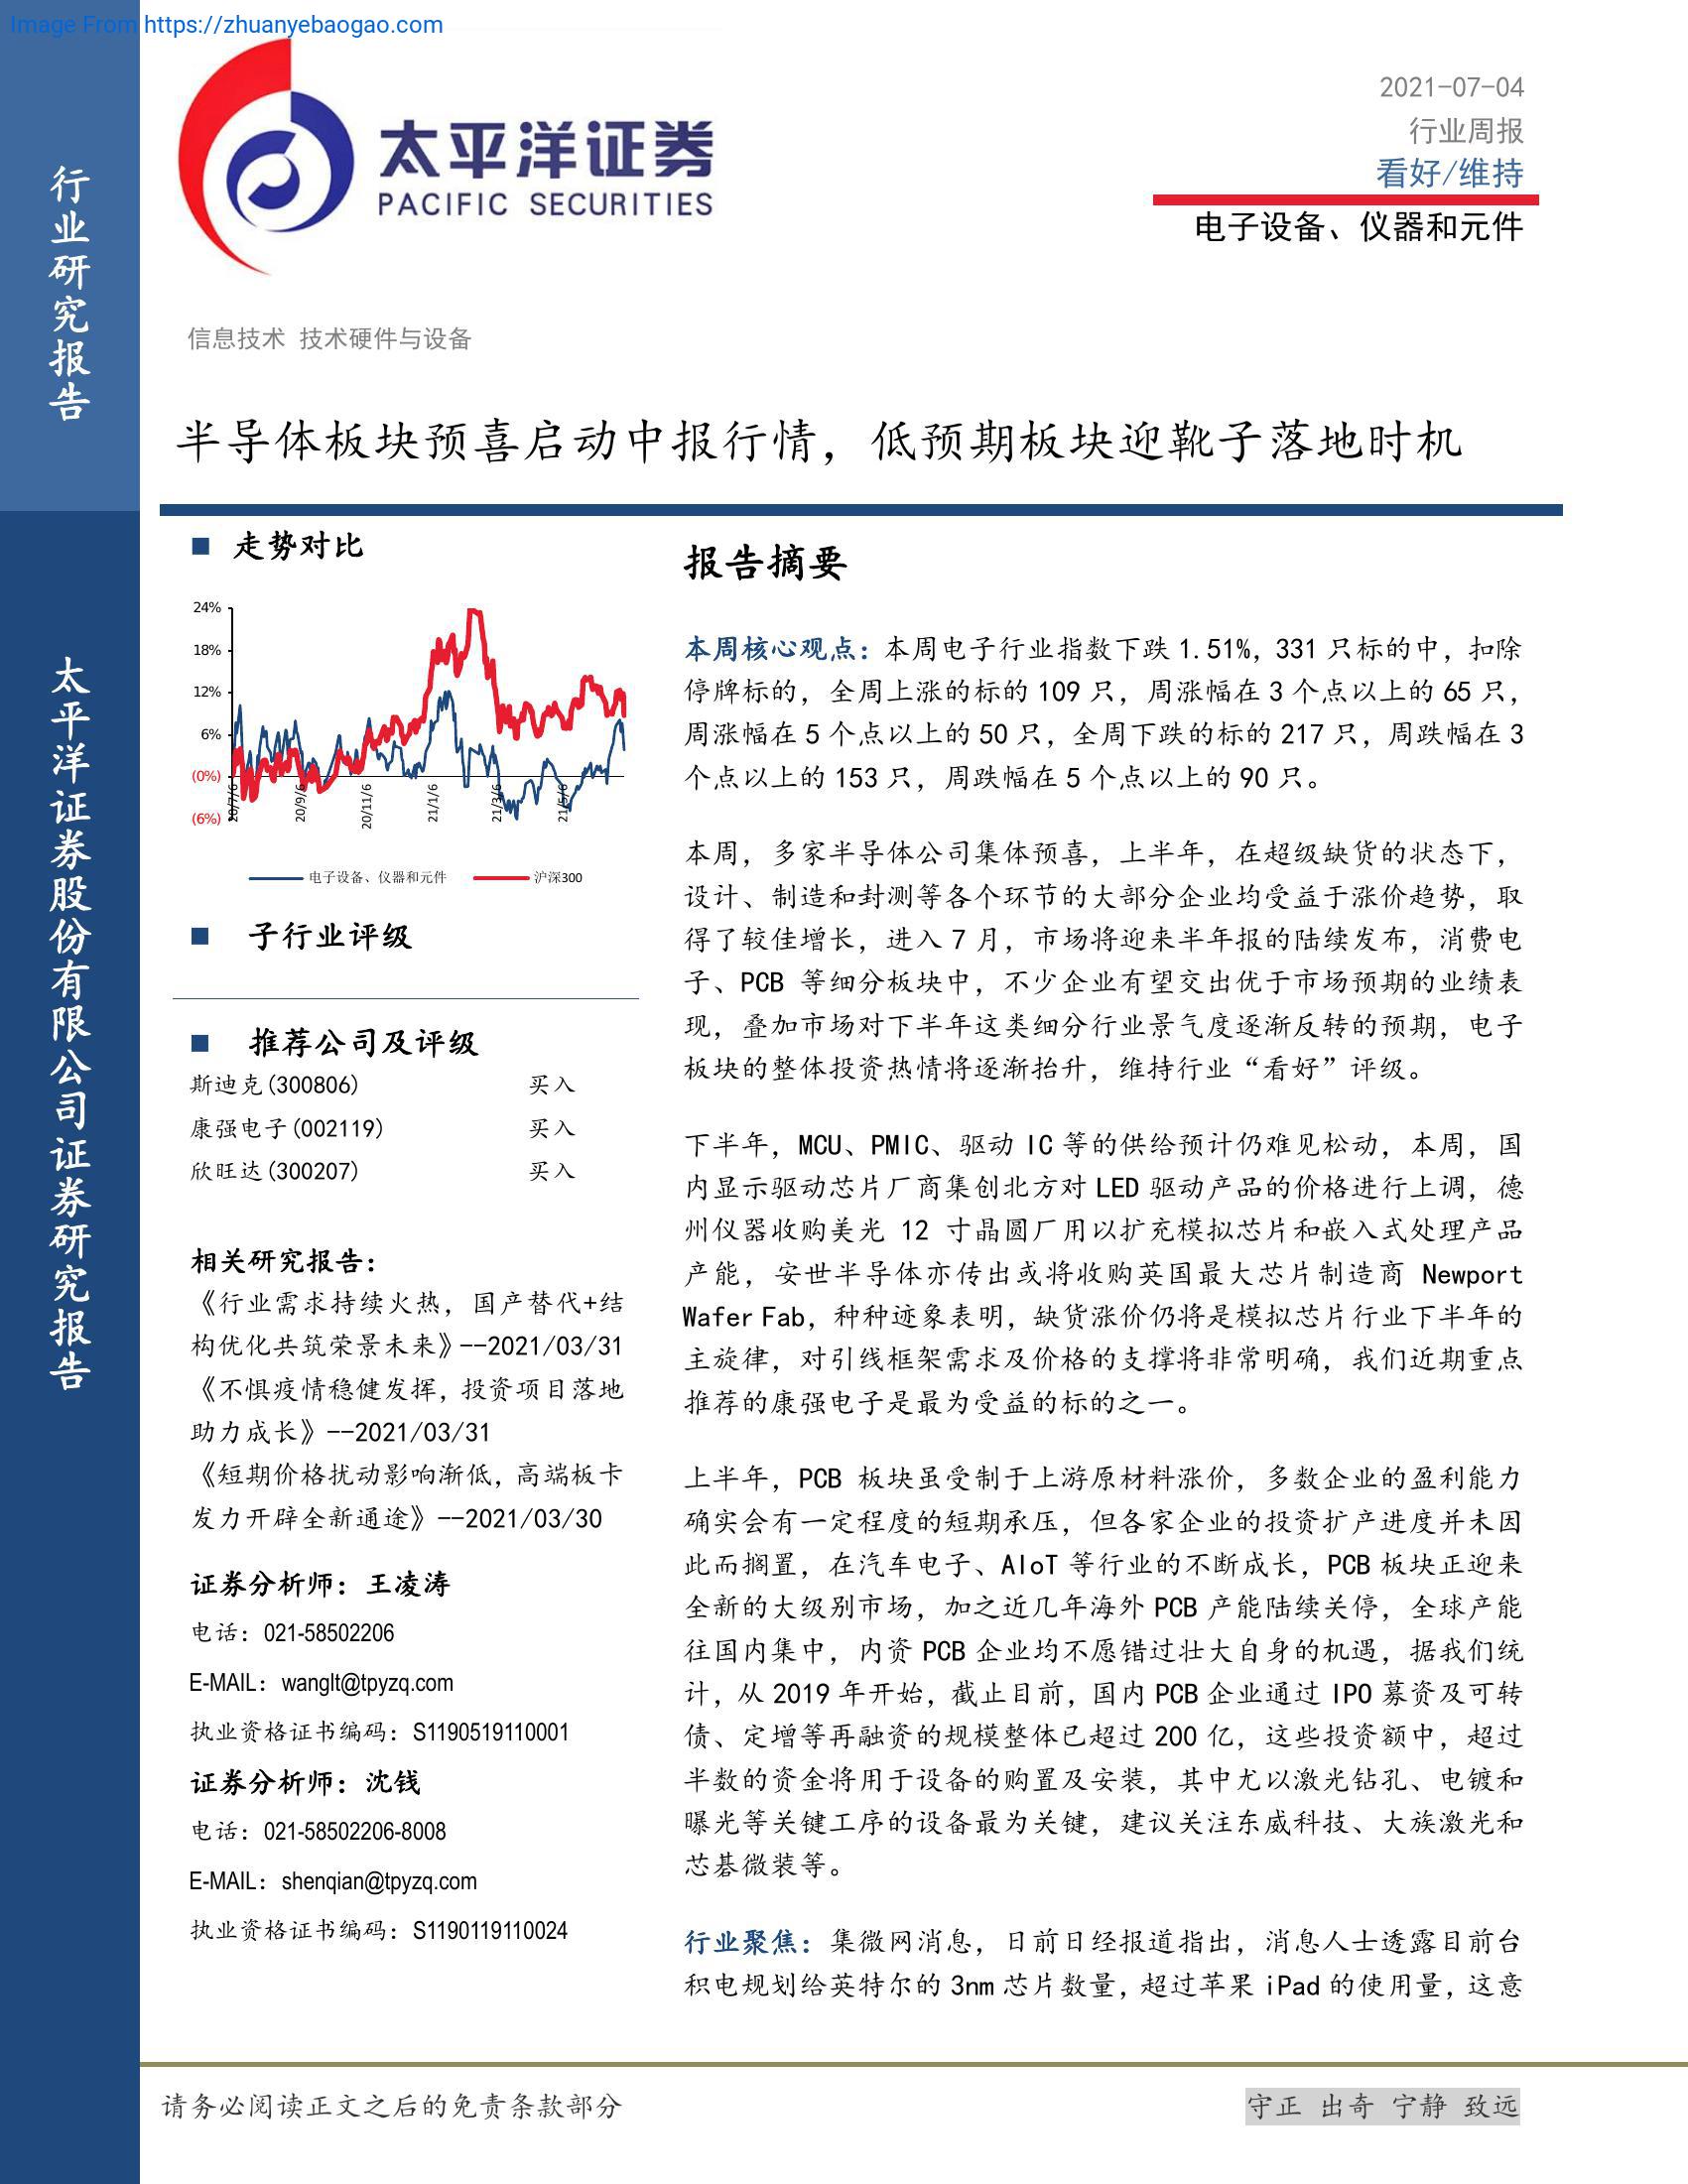 Image From https://zhuanyebaogao.com
行业研究报告
太平洋证券股份有限公司证券研究报告
太平洋证券
PACIFIC SECURITIES
2021-07-04
行业周报
看好/维持
电子设备、仪器和元件
信息技术 技术硬件与设备
半导体板块预喜启动中报行情，低预期板块迎靴子落地时机
■ 走势对比
24%
18%
12%
6%
(0%)
(6%)
20/7/6
20/9/6
20/11/6
21/1/6
21/3/6
21/5/6
电子设备、仪器和元件 沪深300
■ 子行业评级
■ 推荐公司及评级
斯迪克(300806) 买入
康强电子(002119) 买入
欣旺达(300207) 买入
相关研究报告：
《行业需求持续火热，国产替代+结
构优化共筑荣景未来》--2021/03/31
《不惧疫情稳健发挥，投资项目落地
助力成长》--2021/03/31
《短期价格扰动影响渐低，高端板卡
发力开辟全新通途》--2021/03/30
证券分析师：王凌涛
电话：021-58502206
E-MAIL：wanglt@tpyzq.com
执业资格证书编码：S1190519110001
证券分析师：沈钱
电话：021-58502206-8008
E-MAIL：shenqian@tpyzq.com
执业资格证书编码：S1190119110024
报告摘要
本周核心观点：本周电子行业指数下跌 1.51%，331 只标的中，扣除
停牌标的，全周上涨的标的 109 只，周涨幅在 3 个点以上的 65 只，
周涨幅在 5 个点以上的 50 只，全周下跌的标的 217 只，周跌幅在 3
个点以上的 153 只，周跌幅在 5 个点以上的 90 只。
本周，多家半导体公司集体预喜，上半年，在超级缺货的状态下，
设计、制造和封测等各个环节的大部分企业均受益于涨价趋势，取
得了较佳增长，进入 7 月，市场将迎来半年报的陆续发布，消费电
子、PCB 等细分板块中，不少企业有望交出优于市场预期的业绩表
现，叠加市场对下半年这类细分行业景气度逐渐反转的预期，电子
板块的整体投资热情将逐渐抬升，维持行业“看好”评级。
下半年，MCU、PMIC、驱动 IC 等的供给预计仍难见松动，本周，国
内显示驱动芯片厂商集创北方对 LED 驱动产品的价格进行上调，德
州仪器收购美光 12 寸晶圆厂用以扩充模拟芯片和嵌入式处理产品
产能，安世半导体亦传出或将收购英国最大芯片制造商 Newport
Wafer Fab，种种迹象表明，缺货涨价仍将是模拟芯片行业下半年的
主旋律，对引线框架需求及价格的支撑将非常明确，我们近期重点
推荐的康强电子是最为受益的标的之一。
上半年，PCB 板块虽受制于上游原材料涨价，多数企业的盈利能力
确实会有一定程度的短期承压，但各家企业的投资扩产进度并未因
此而搁置，在汽车电子、AIoT 等行业的不断成长，PCB 板块正迎来
全新的大级别市场，加之近几年海外 PCB 产能陆续关停，全球产能
往国内集中，内资 PCB 企业均不愿错过壮大自身的机遇，据我们统
计，从 2019 年开始，截止目前，国内 PCB 企业通过 IPO 募资及可转
债、定增等再融资的规模整体已超过 200 亿，这些投资额中，超过
半数的资金将用于设备的购置及安装，其中尤以激光钻孔、电镀和
曝光等关键工序的设备最为关键，建议关注东威科技、大族激光和
芯碁微装等。
行业聚焦：集微网消息，日前日经报道指出，消息人士透露目前台
积电规划给英特尔的 3nm 芯片数量，超过苹果 iPad 的使用量，这意
请务必阅读正文之后的免责条款部分
守正 出奇 宁静 致远